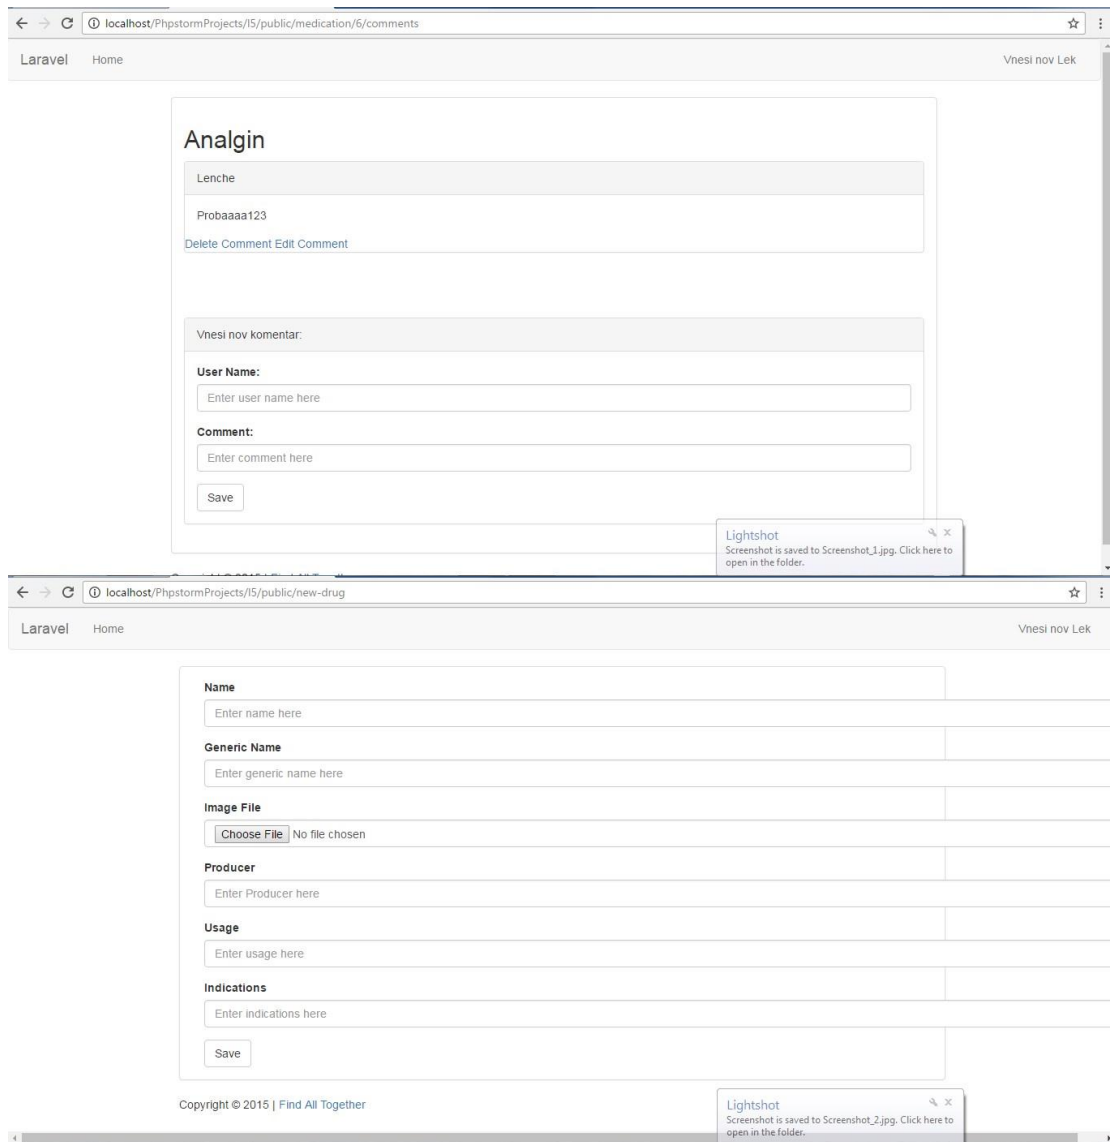 localhost/PhpstormProjects/l5/public/medication/6/comments
Laravel Home Vnesi nov Lek
Analgin
Lenche
Probaaaa123
Delete Comment Edit Comment
Vnesi nov komentar:
User Name:
Enter user name here
Comment:
Enter comment here
Save
Lightshot
Screenshot is saved to Screenshot_1.jpg. Click here to
open in the folder.
localhost/PhpstormProjects/l5/public/new-drug
Laravel Home Vnesi nov Lek
Name
Enter name here
Generic Name
Enter generic name here
Image File
Choose File No file chosen
Producer
Enter Producer here
Usage
Enter usage here
Indications
Enter indications here
Save
Copyright © 2015 | Find All Together
Lightshot
Screenshot is saved to Screenshot_2.jpg. Click here to
open in the folder.